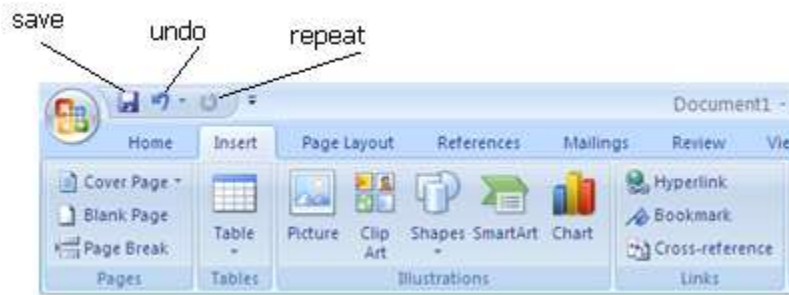 save
undo
repeat
Document1 -
Home Insert Page Layout References Mailings Review Vie
Cover Page
Blank Page
Page Break
Table
Picture
Clip
Art
Shapes
SmartArt
Chart
Hyperlink
Bookmark
Cross-reference
Pages Tables Illustrations Links